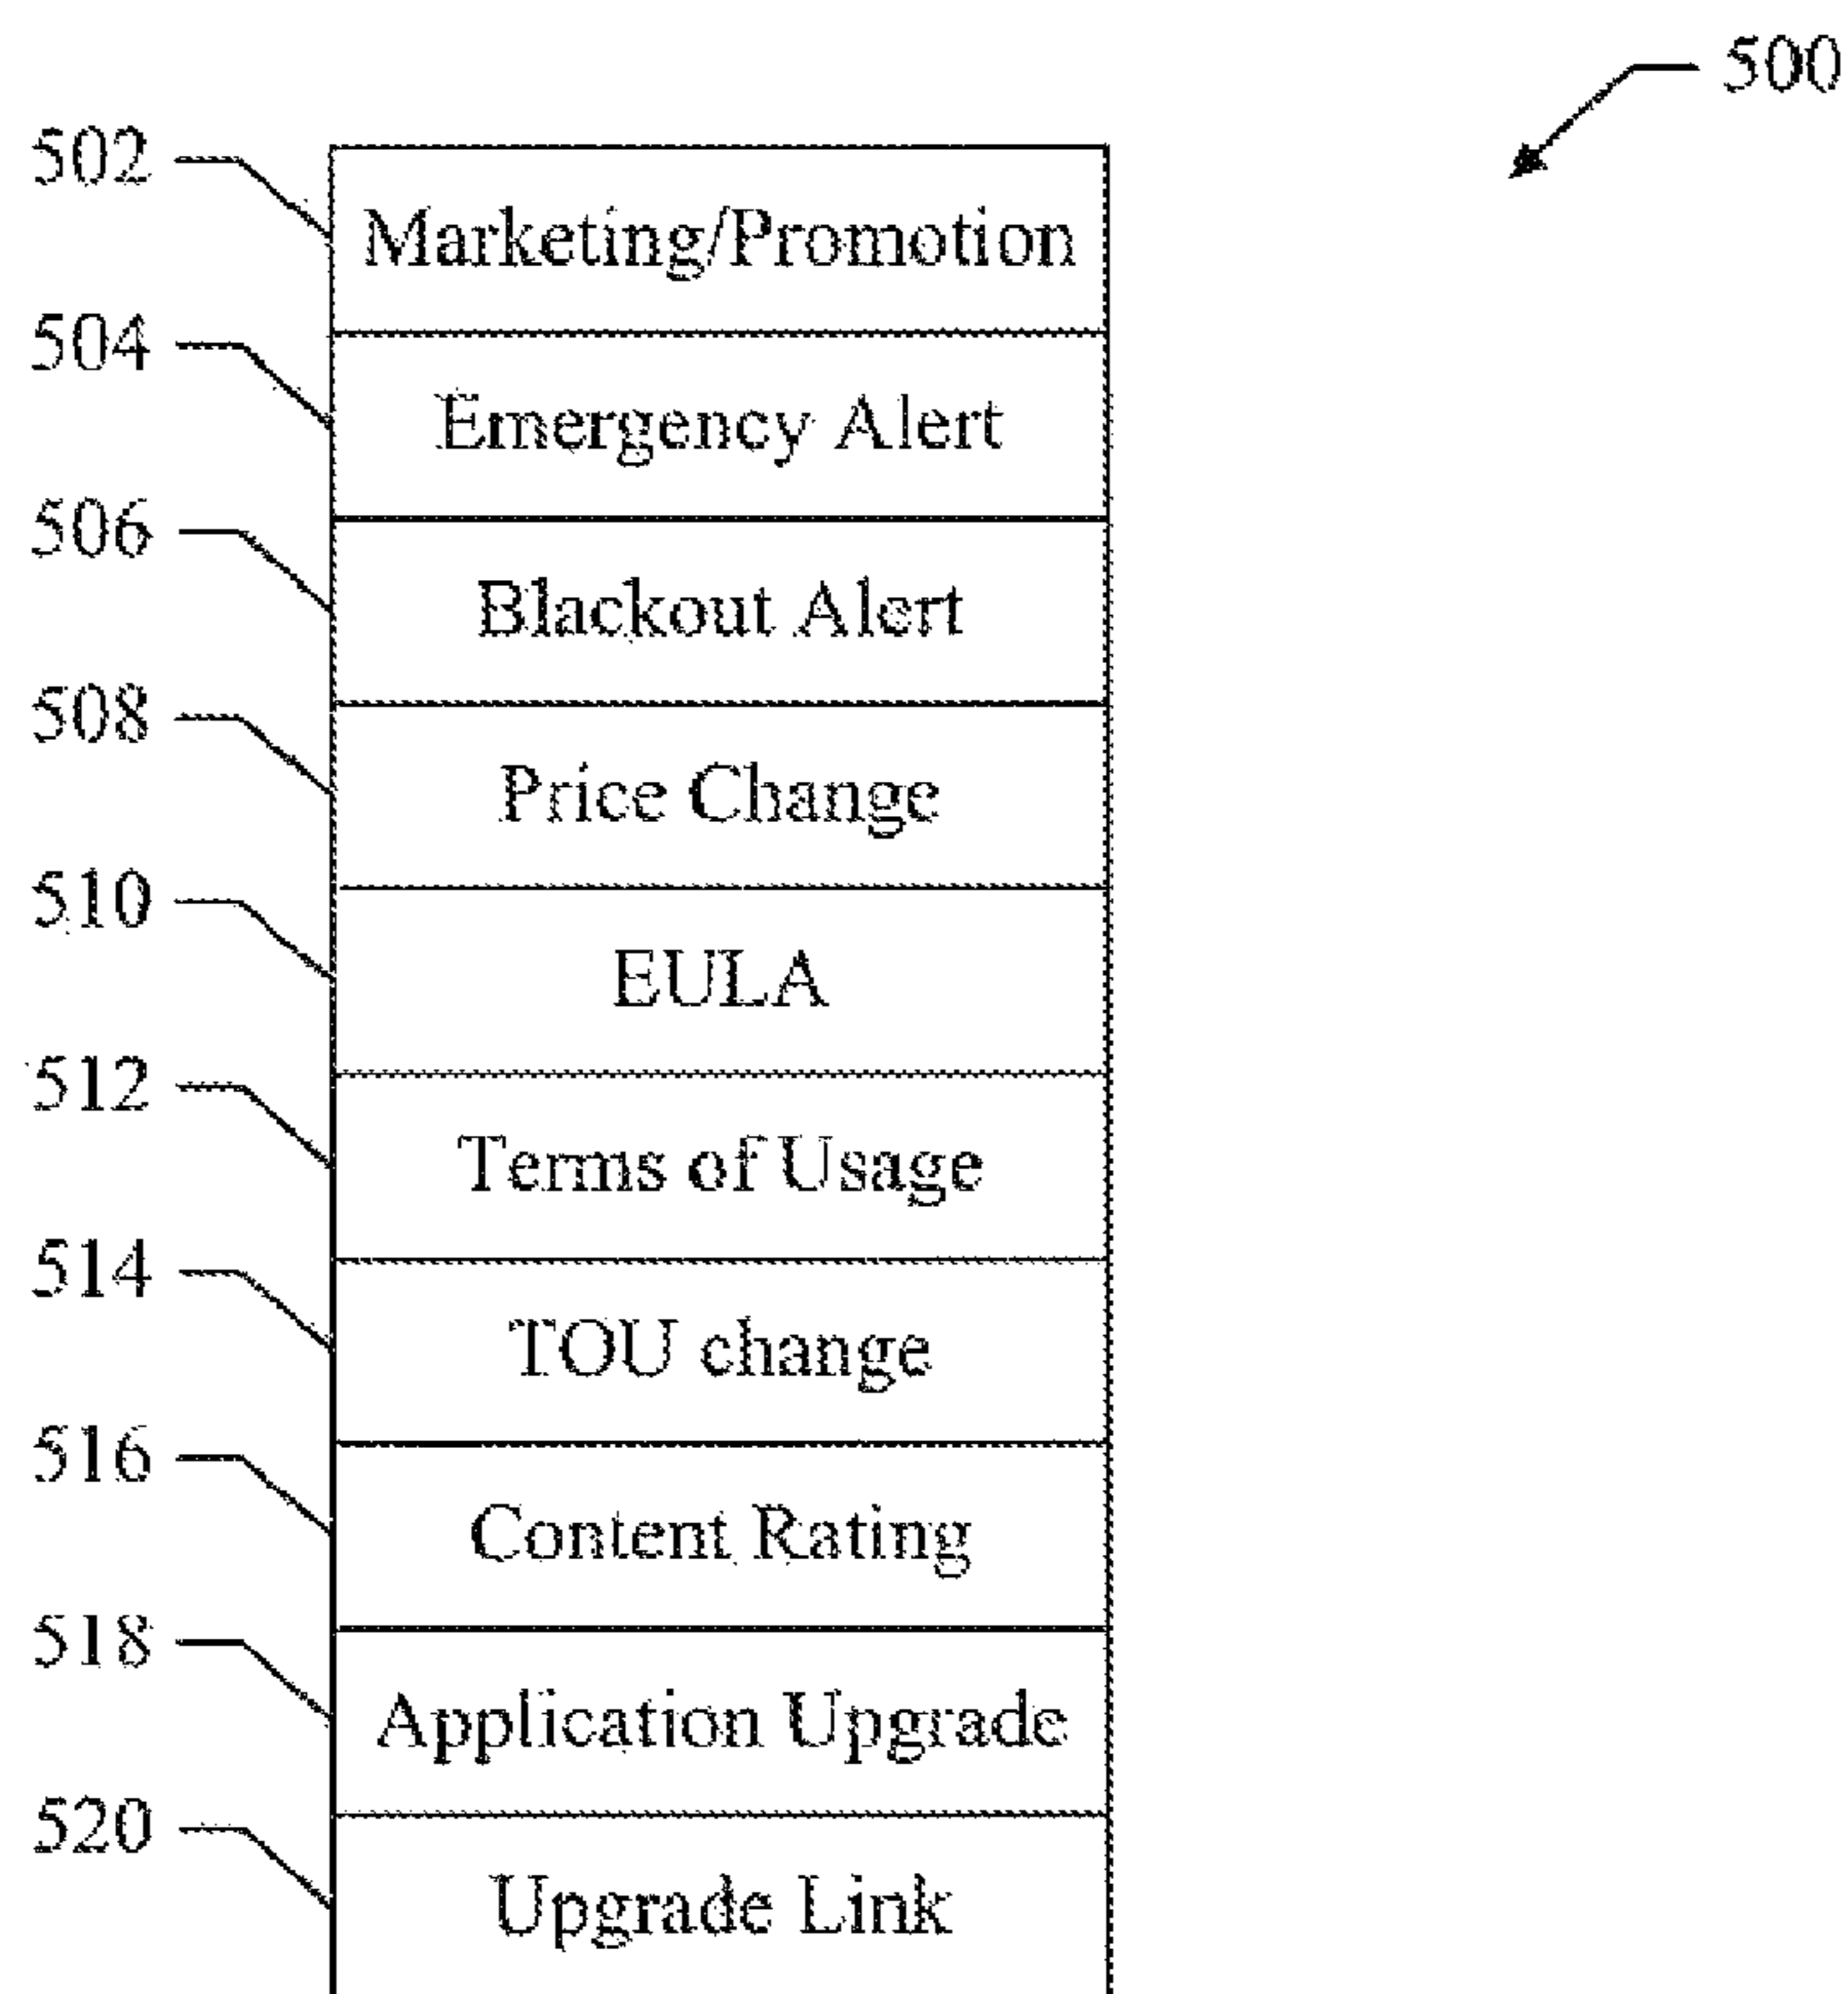 500
502 Marketing/Promotion
504 Emergency Alert
506 Blackout Alert
508 Price Change
510 EULA
512 Terms of Usage
514 TOU change
516 Content Rating
518 Application Upgrade
520 Upgrade Link